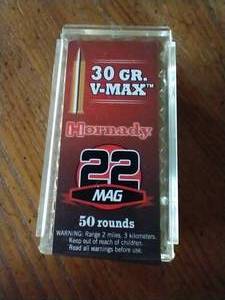 30 GR.
V-MAX™
Hornady
22
MAG
50 rounds
WARNING: Range 2 miles, 3 kilometers.
Keep out of reach of children.
Read all warnings before use.